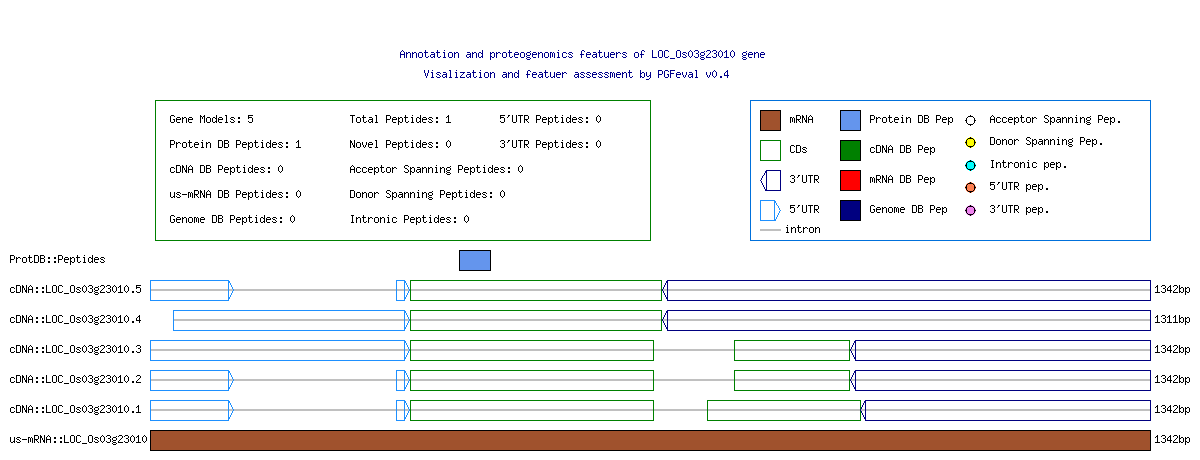 Annotation and proteogenomics featuers of LOC_Os03g23010 gene
Visalization and featuer assessment by PGFeval v0.4
Gene Models: 5 Total Peptides: 1 5'UTR Peptides: 0
Protein DB Peptides: 1 Novel Peptides: 0 3'UTR Peptides: 0
cDNA DB Peptides: 0 Acceptor Spanning Peptides: 0
us-mRNA DB Peptides: 0 Donor Spanning Peptides: 0
Genome DB Peptides: 0 Intronic Peptides: 0
mRNA Protein DB Pep Acceptor Spanning Pep.
CDs cDNA DB Pep Donor Spanning Pep.
3'UTR mRNA DB Pep Intronic pep.
5'UTR Genome DB Pep 5'UTR pep.
intron 3'UTR pep.
ProtDB::Peptides
cDNA::LOC_Os03g23010.5 1342bp
cDNA::LOC_Os03g23010.4 1311bp
cDNA::LOC_Os03g23010.3 1342bp
cDNA::LOC_Os03g23010.2 1342bp
cDNA::LOC_Os03g23010.1 1342bp
us-mRNA::LOC_Os03g23010 1342bp